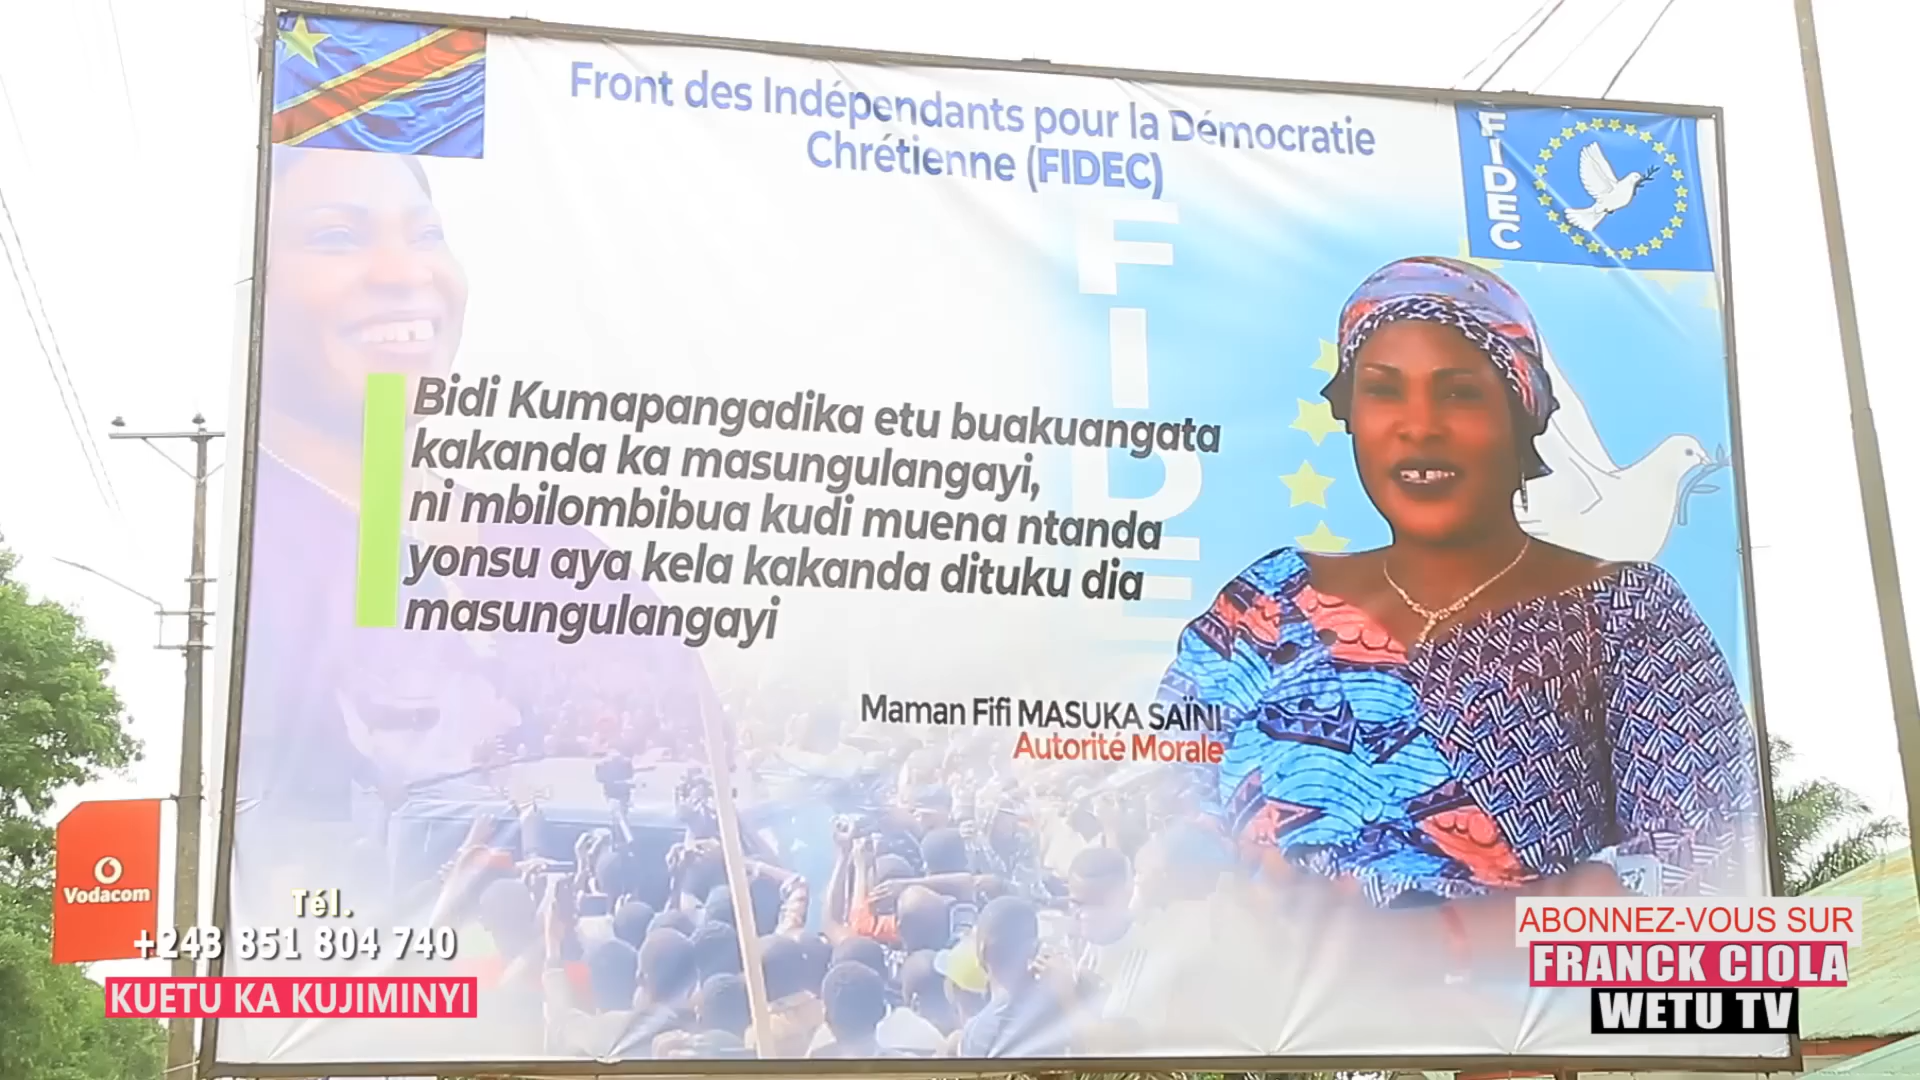 Front des Indépendants pour la Démocratie
Chrétienne (FIDEC)
FIDEC
FIDE
Bidi Kumapangadika etu buakuangata
kakanda ka masungulangayi,
ni mbilombibua kudi muena ntanda
yonsu aya kela kakanda dituku dia
masungulangayi
Maman Fifi MASUKA SAÏNI
Autorité Morale
Vodacom
Tél.
+243 851 804 740
KUETU KA KUJIMINYI
ABONNEZ-VOUS SUR
FRANCK CIOLA
WETU TV